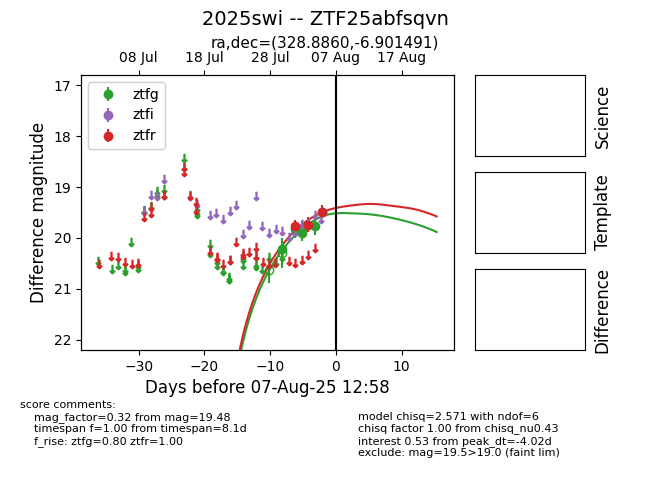 2025swi -- ZTF25abfsqvn
ra,dec=(328.8860,-6.901491)
08 Jul 18 Jul 28 Jul 07 Aug 17 Aug
ztfg
ztfi
ztfr
17
18
19
20
21
22
Difference magnitude
−30 −20 −10 0 10
Days before 07-Aug-25 12:58
Science
Template
Difference
score comments:
mag_factor=0.32 from mag=19.48
timespan f=1.00 from timespan=8.1d
f_rise: ztfg=0.80 ztfr=1.00
model chisq=2.571 with ndof=6
chisq factor 1.00 from chisq_nu0.43
interest 0.53 from peak_dt=-4.02d
exclude: mag=19.5>19.0 (faint lim)